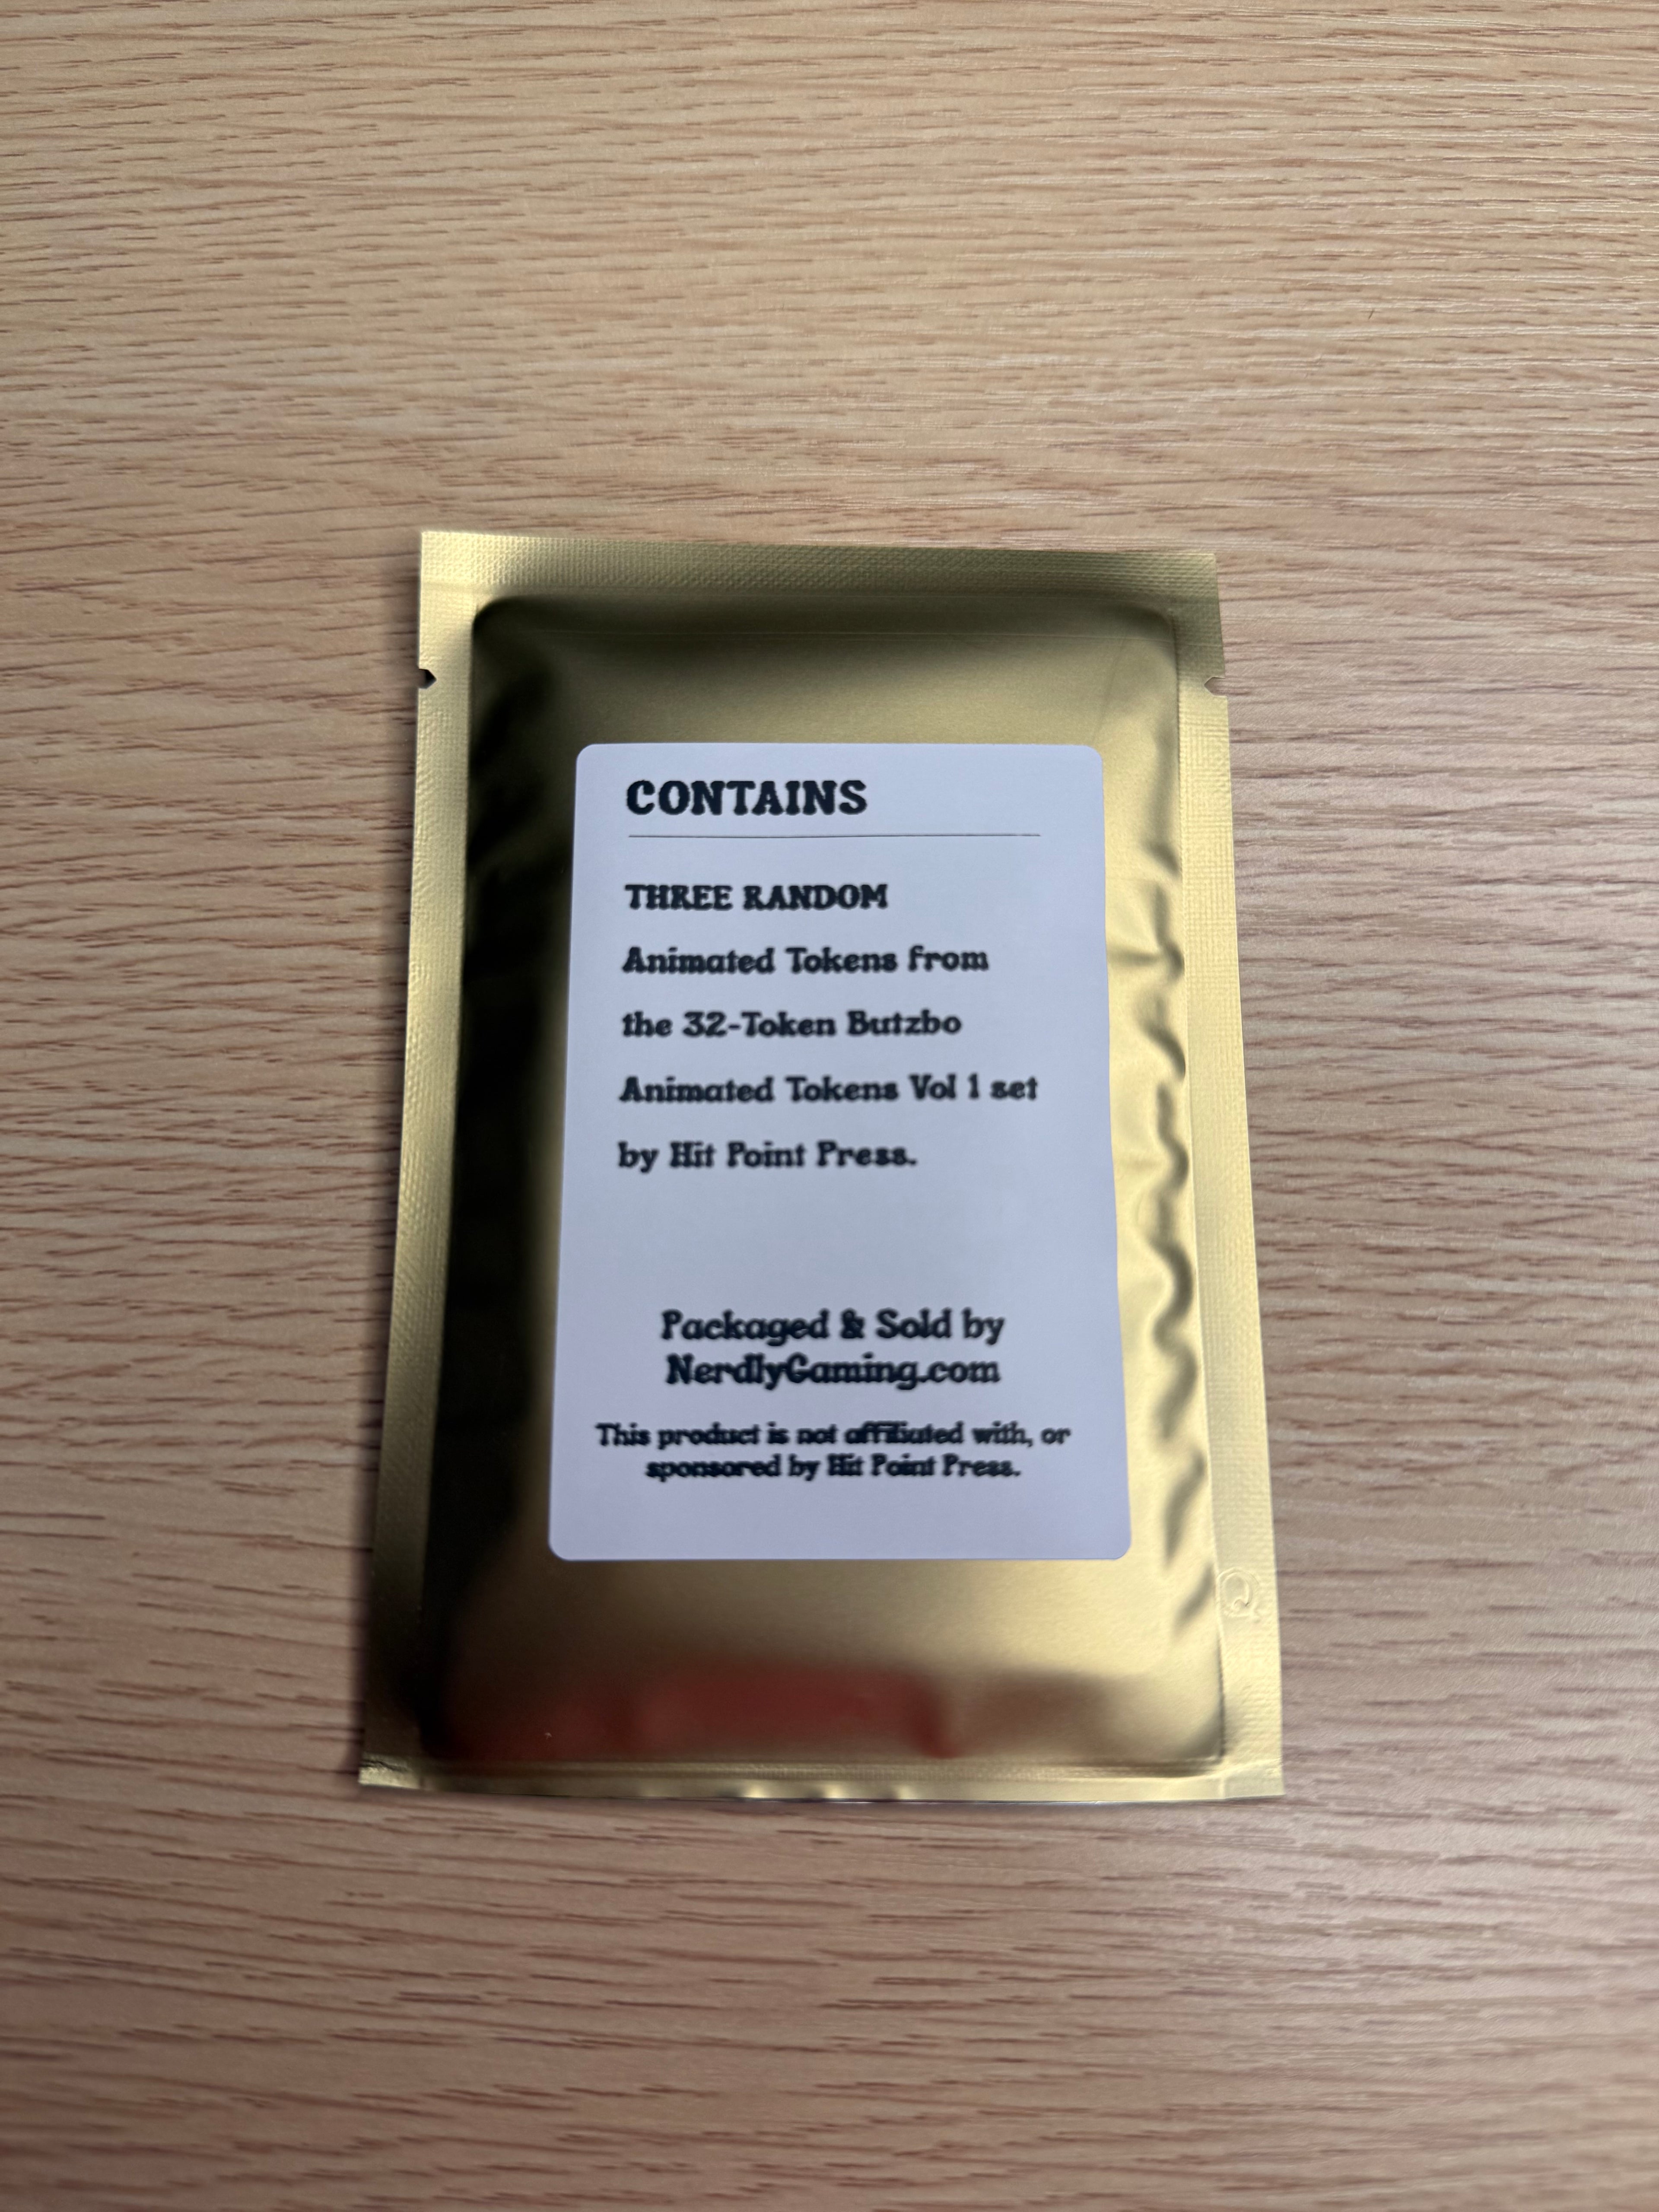 CONTAINS
THREE RANDOM
Animated Tokens from
the 32-Token Butzbo
Animated Tokens Vol 1 set
by Hit Point Press.
Packaged & Sold by
NerdlyGaming.com
This product is not affiliated with, or
sponsored by Hit Point Press.
Q